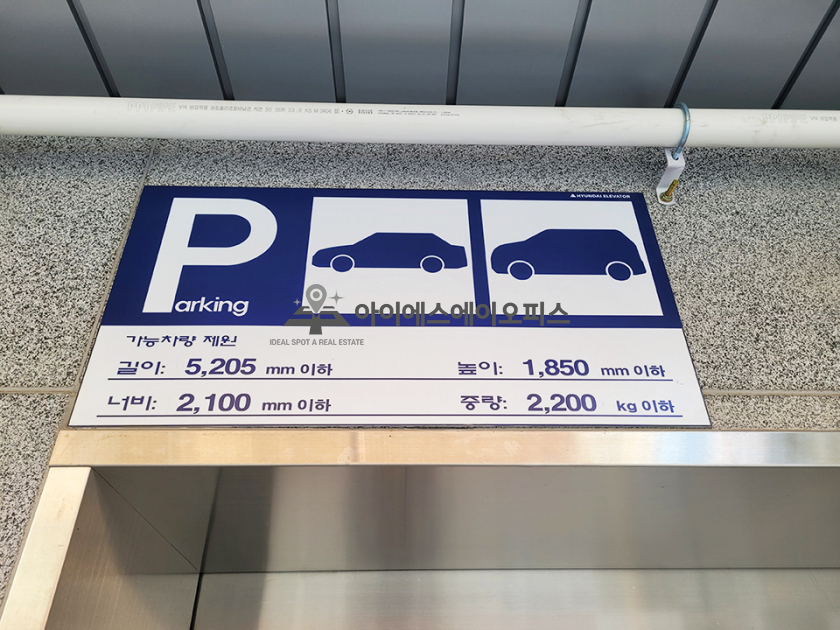 HYUNDAI ELEVATOR
Parking
아이에스에이오피스
IDEAL SPOT A REAL ESTATE
가능차량 제원
길이: 5,205 mm 이하
높이: 1,850 mm 이하
너비: 2,100 mm 이하
중량: 2,200 kg 이하